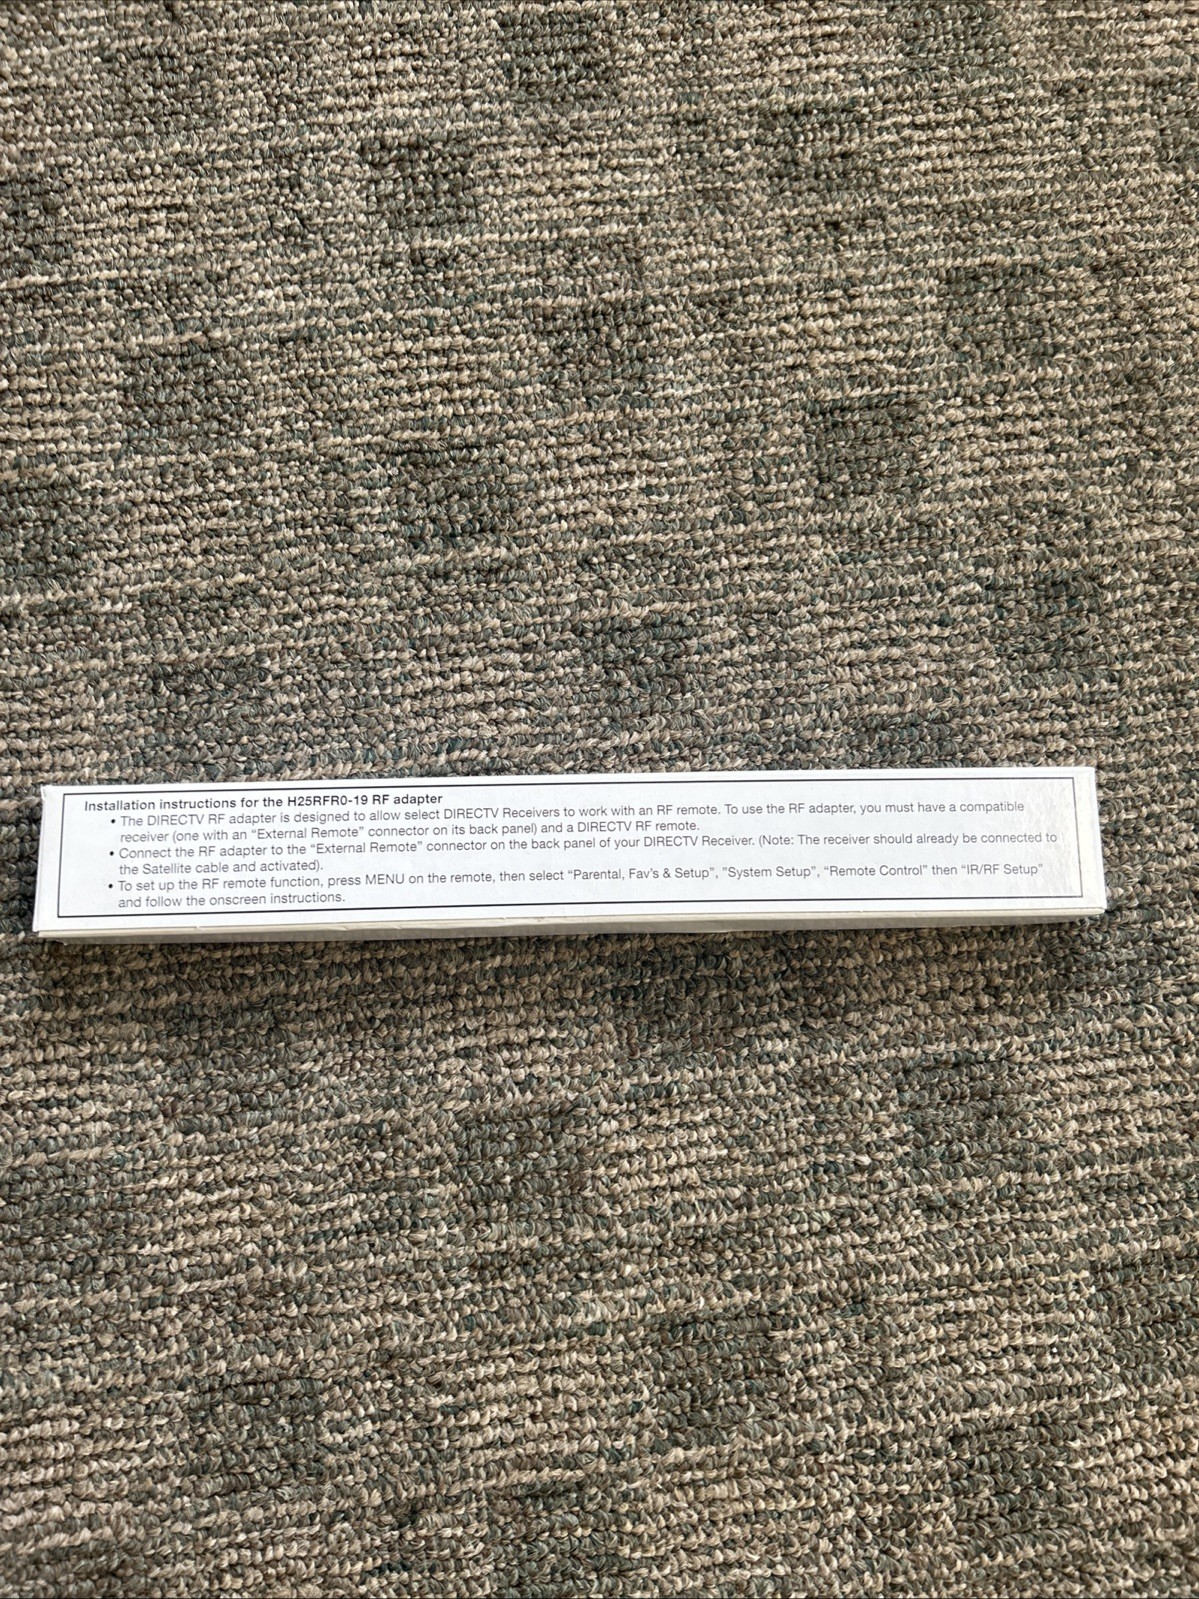 Installation instructions for the H25RFR0-19 RF adapter
• The DIRECTV RF adapter is designed to allow select DIRECTV Receivers to work with an RF remote. To use the RF adapter, you must have a compatible
receiver (one with an “External Remote” connector on its back panel) and a DIRECTV RF remote.
• Connect the RF adapter to the “External Remote” connector on the back panel of your DIRECTV Receiver. (Note: The receiver should already be connected to
the Satellite cable and activated).
• To set up the RF remote function, press MENU on the remote, then select “Parental, Fav’s & Setup”, ”System Setup”, “Remote Control” then “IR/RF Setup”
and follow the onscreen instructions.